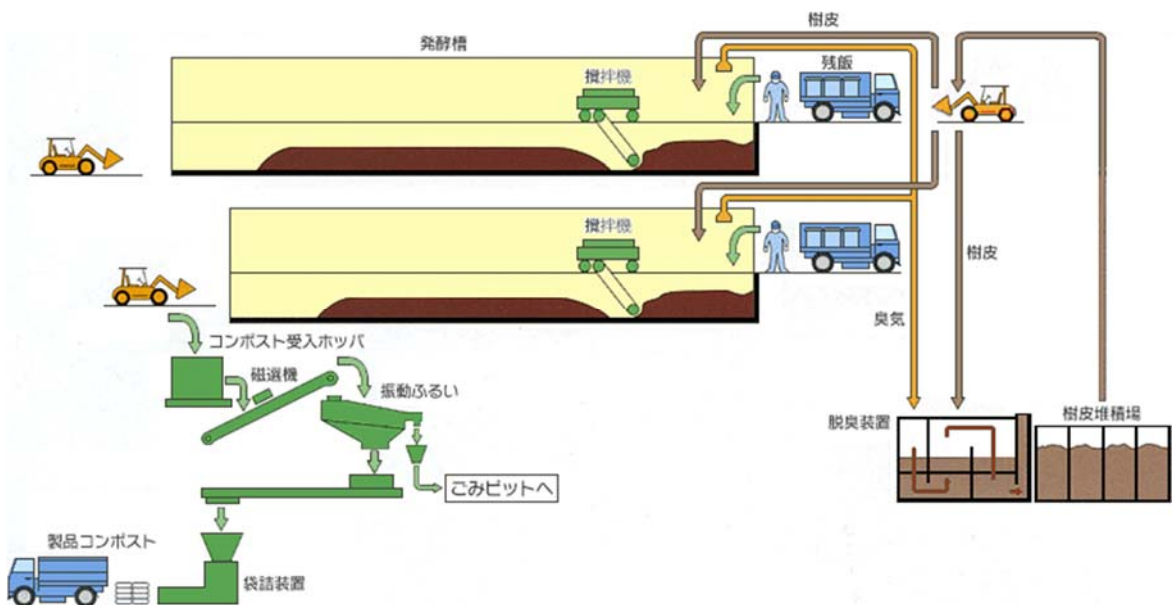 樹皮
発酵槽
攪拌機
残飯
攪拌機
樹皮
臭気
コンポスト受入ホッパ
磁選機
振動ふるい
脱臭装置
樹皮堆積場
ごみピットへ
製品コンポスト
袋詰装置